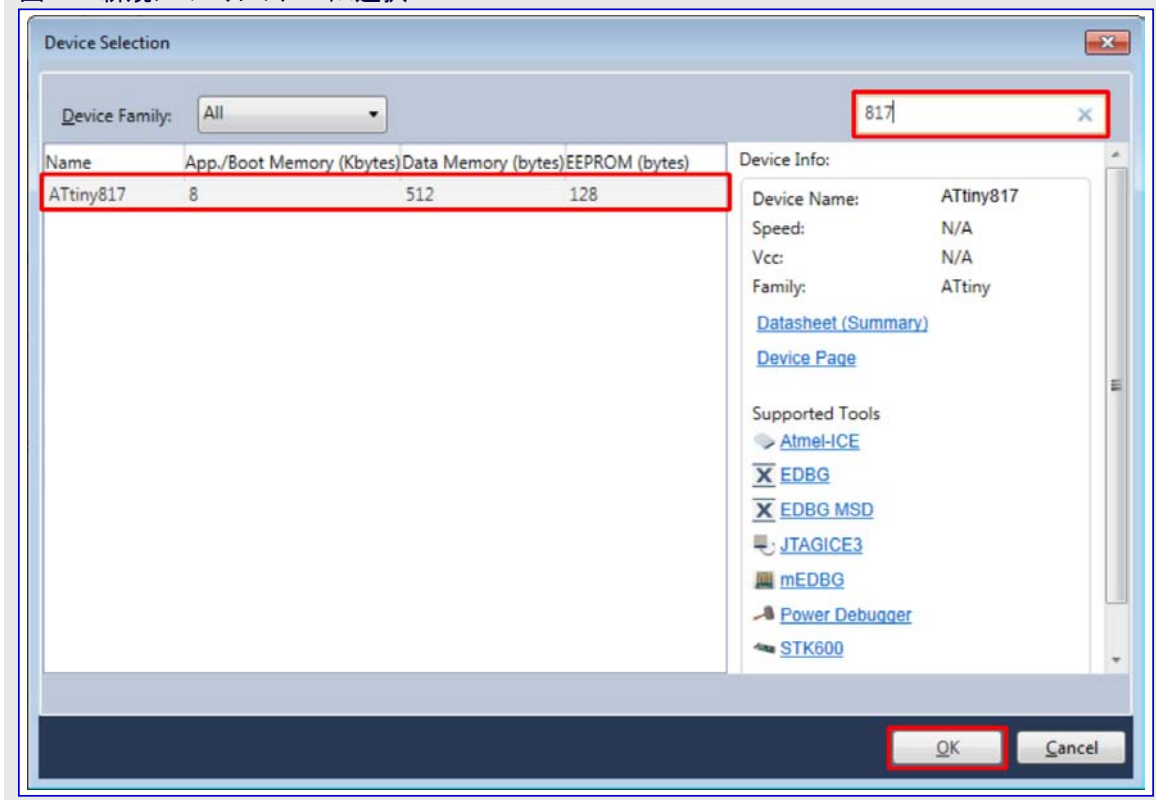 Device Selection
Device Family: All
817
Name App./Boot Memory (Kbytes) Data Memory (bytes) EEPROM (bytes)
ATtiny817 8 512 128
Device Info:
Device Name: ATtiny817
Speed: N/A
Vcc: N/A
Family: ATtiny
Datasheet (Summary)
Device Page
Supported Tools
Atmel-ICE
EDBG
EDBG MSD
JTAGICE3
mEDBG
Power Debugger
STK600
OK Cancel